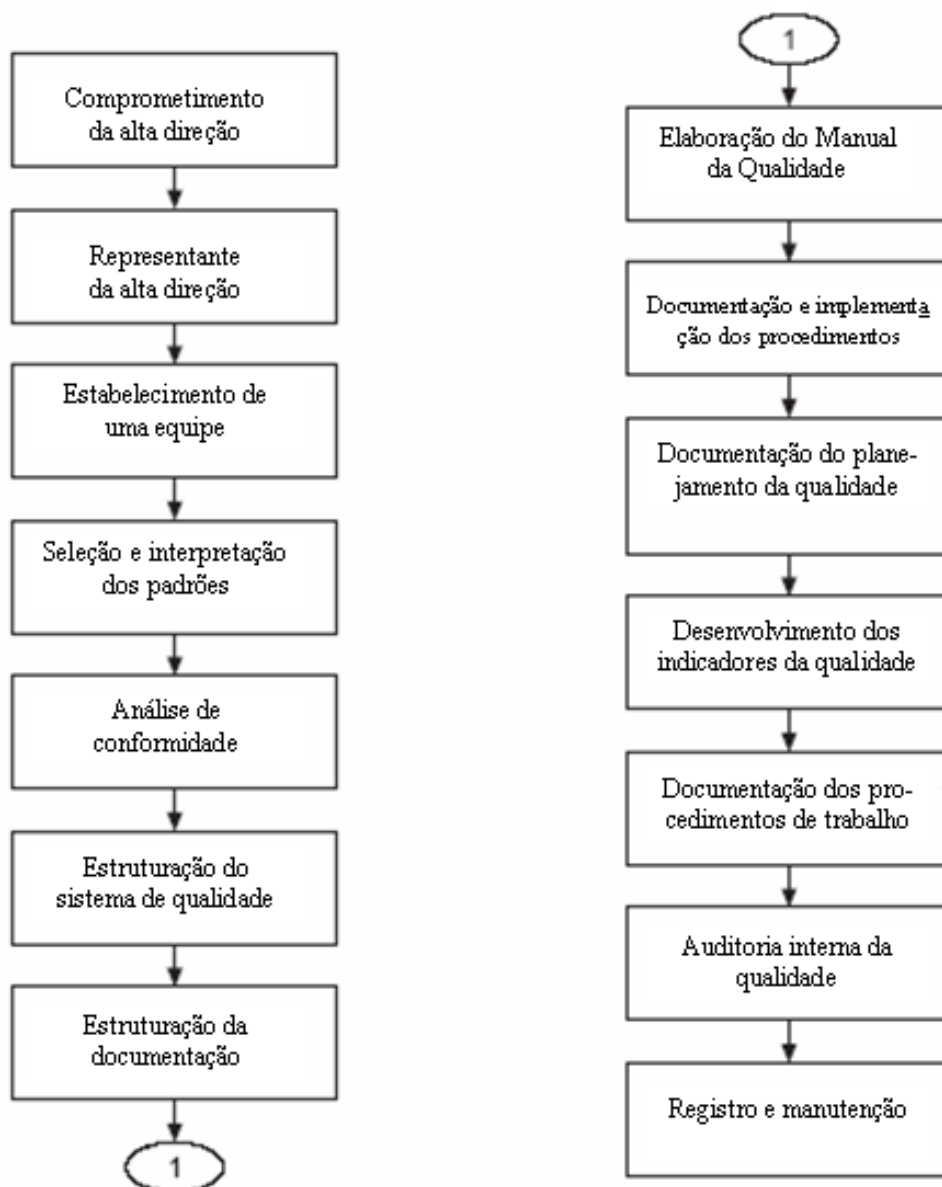 Comprometimento
da alta direção
Representante
da alta direção
Estabelecimento de
uma equipe
Seleção e interpretação
dos padrões
Análise de
conformidade
Estruturação do
sistema de qualidade
Estruturação da
documentação
1
1
Elaboração do Manual
da Qualidade
Documentação e implementa
ção dos procedimentos
Documentação do plane-
jamento da qualidade
Desenvolvimento dos
indicadores da qualidade
Documentação dos pro-
cedimentos de trabalho
Auditoria interna da
qualidade
Registro e manutenção